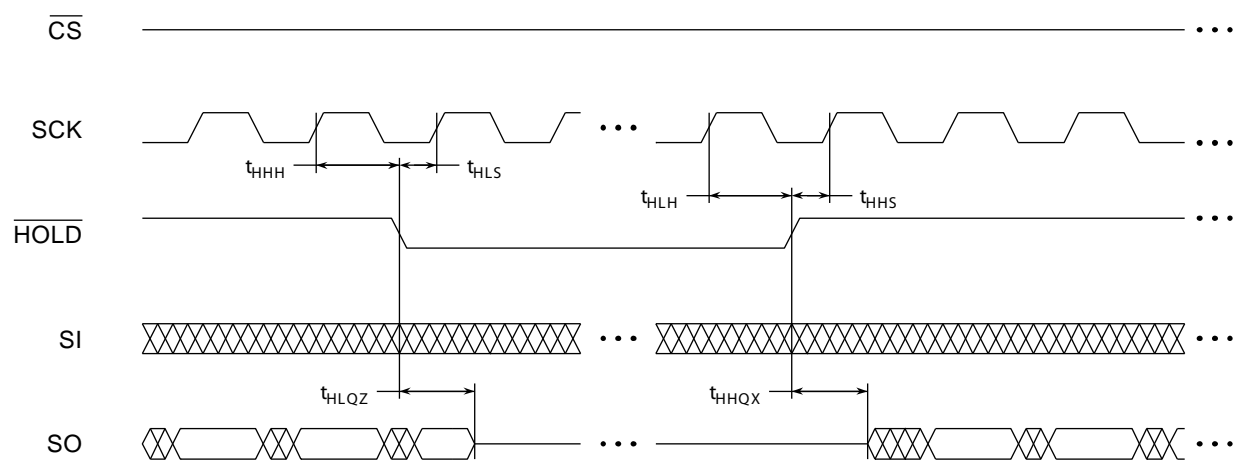 CS
SCK
tHHH
tHLS
tHLH
tHHS
HOLD
SI
tHLQZ
tHHQX
SO